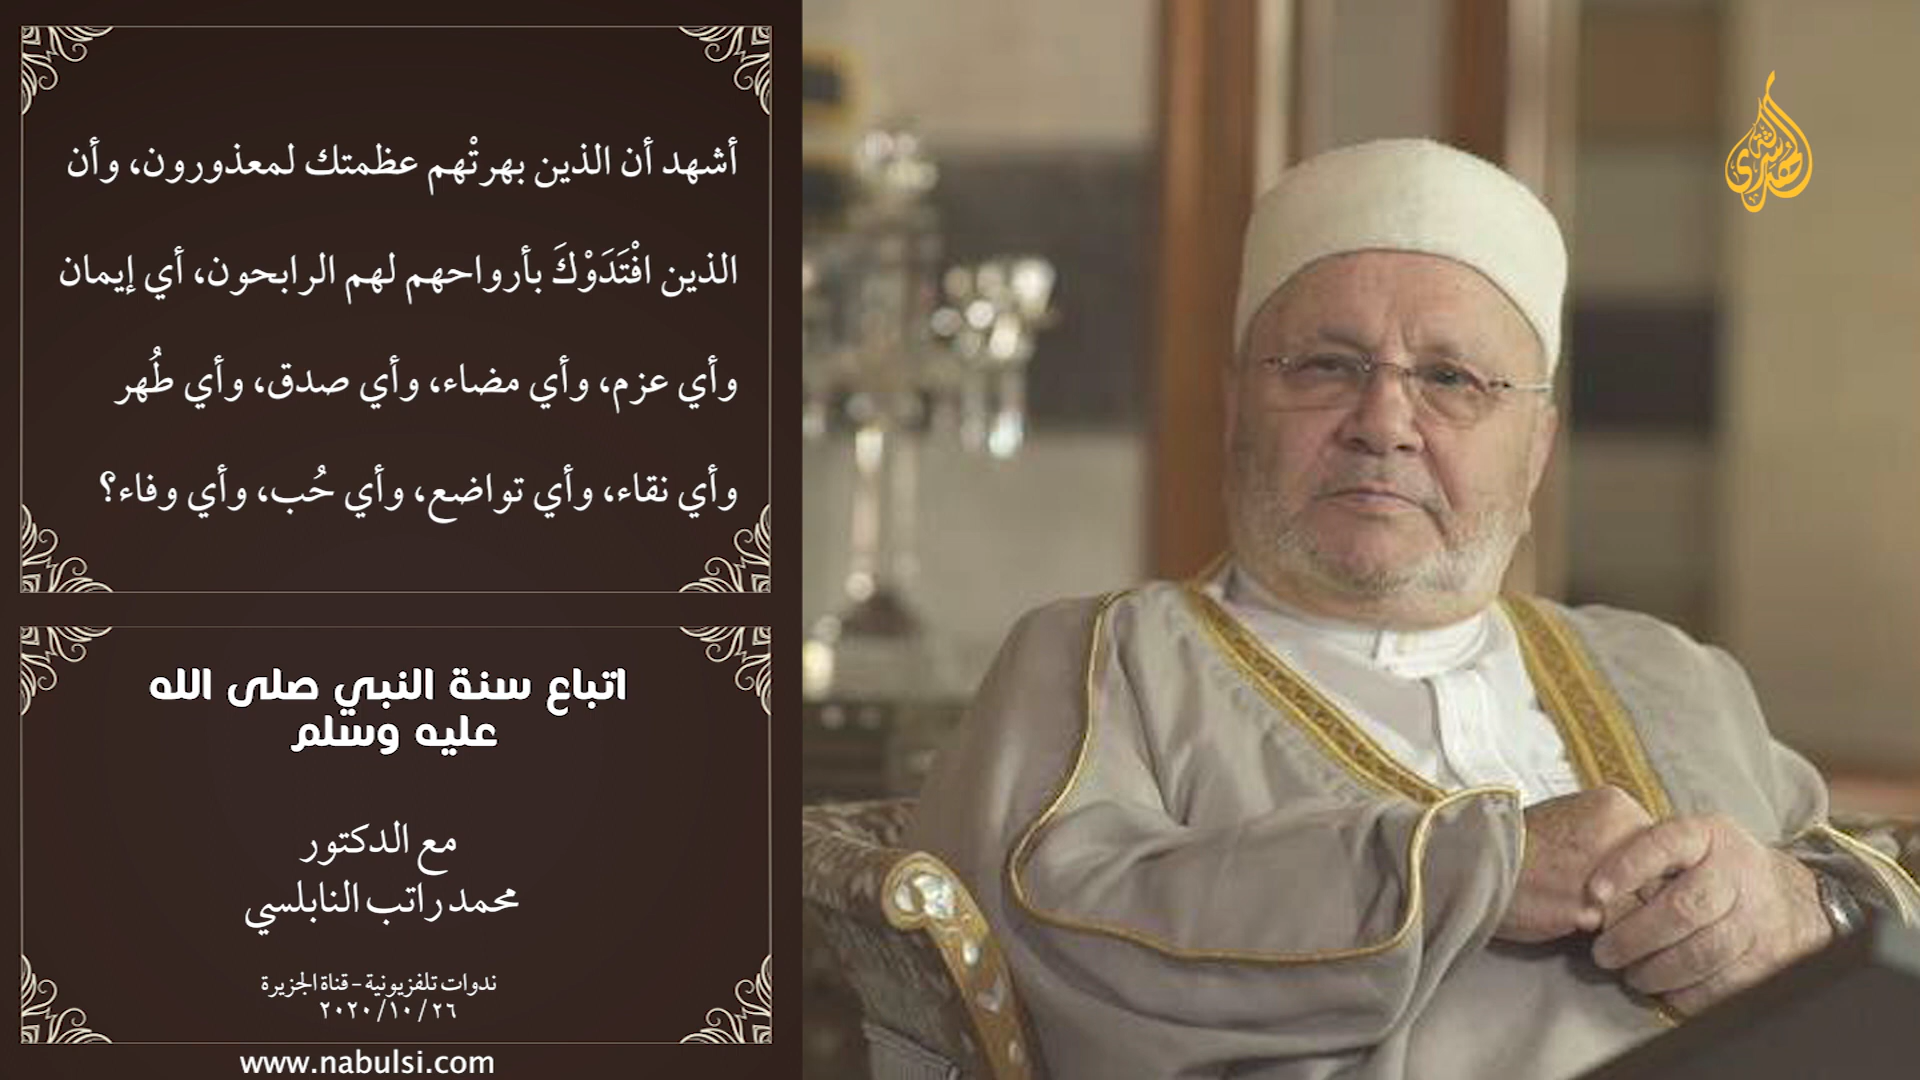 أشهد أن الذين بهرتْهم عظمتك لمعذورون، وأن
الذين افْتَدَوْكَ بأرواحهم لهم الرابحون، أي إيمان
وأي عزم، وأي مضاء، وأي صدق، وأي طُهر
وأي نقاء، وأي تواضع، وأي حُب، وأي وفاء؟
اتباع سنة النبي صلى الله
عليه وسلم
مع الدكتور
محمد راتب النابلسي
ندوات تلفزيونية - قناة الجزيرة
٢٠٢٠/١٠/٢٦
www.nabulsi.com